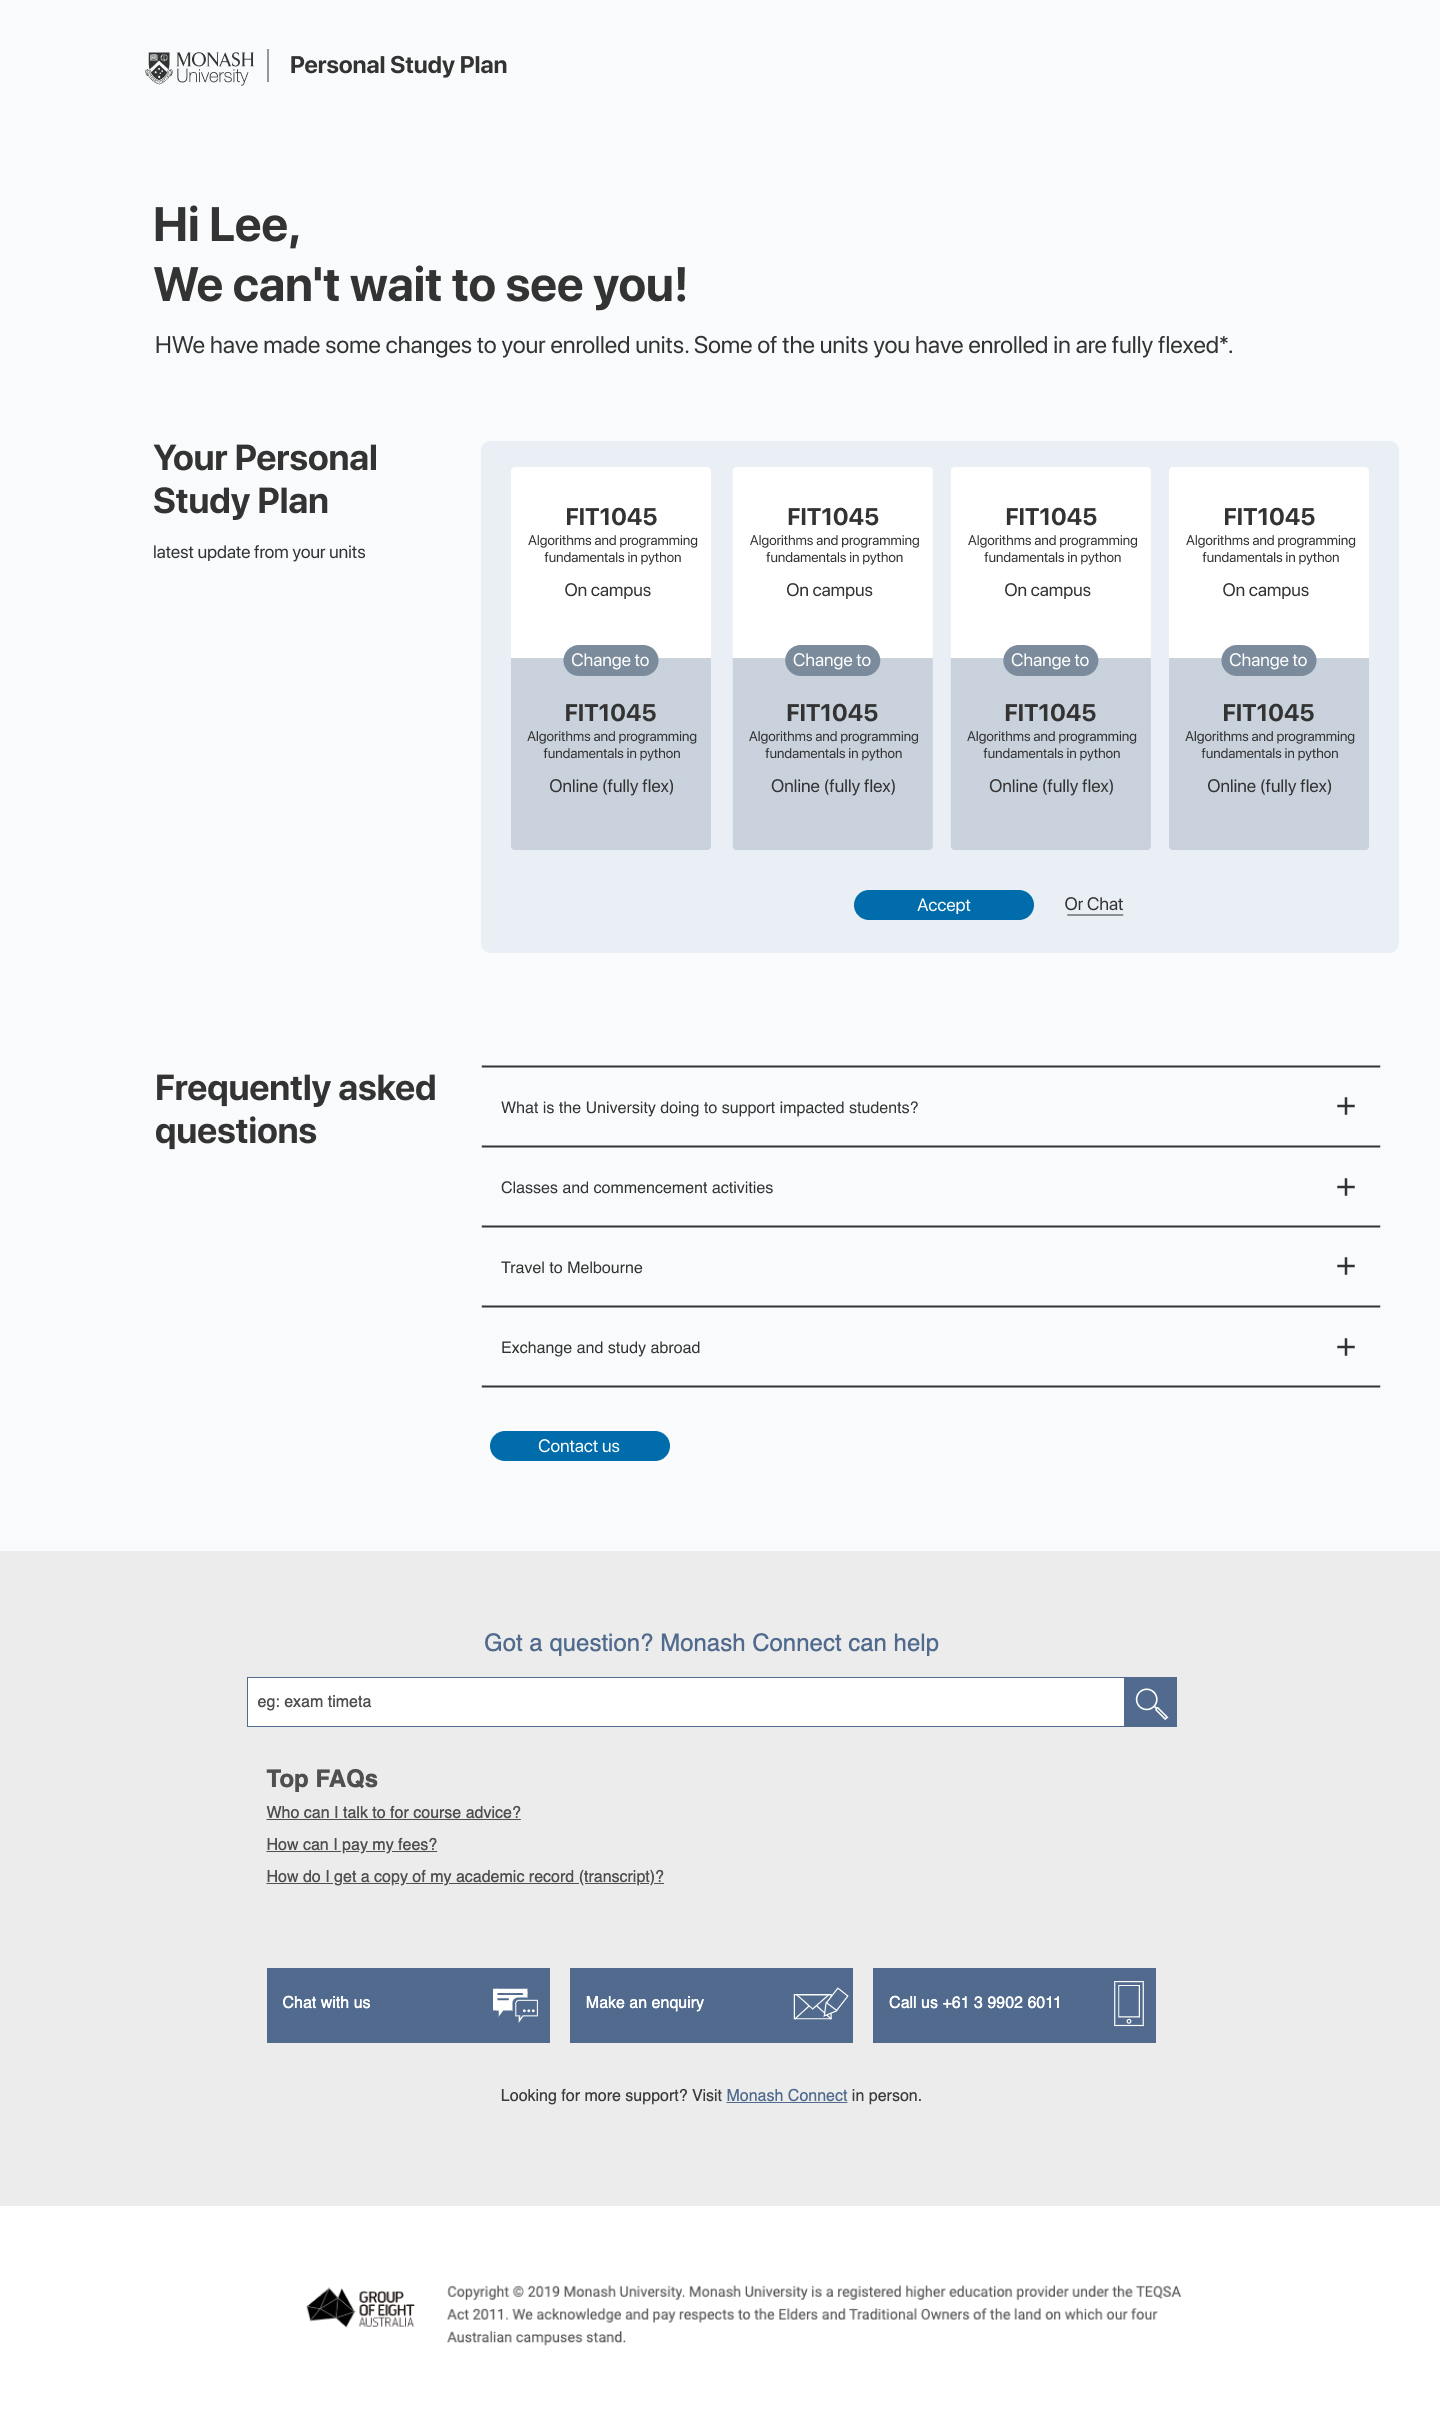 MONASH
University
Personal Study Plan
Hi Lee,
We can't wait to see you!
HWe have made some changes to your enrolled units. Some of the units you have enrolled in are fully flexed*.
Your Personal
Study Plan
latest update from your units
FIT1045
Algorithms and programming
fundamentals in python
On campus
Change to
FIT1045
Algorithms and programming
fundamentals in python
Online (fully flex)
FIT1045
Algorithms and programming
fundamentals in python
On campus
Change to
FIT1045
Algorithms and programming
fundamentals in python
Online (fully flex)
FIT1045
Algorithms and programming
fundamentals in python
On campus
Change to
FIT1045
Algorithms and programming
fundamentals in python
Online (fully flex)
FIT1045
Algorithms and programming
fundamentals in python
On campus
Change to
FIT1045
Algorithms and programming
fundamentals in python
Online (fully flex)
Accept
Or Chat
Frequently asked
questions
What is the University doing to support impacted students?
Classes and commencement activities
Travel to Melbourne
Exchange and study abroad
Contact us
Got a question? Monash Connect can help
eg: exam timeta
Top FAQs
Who can I talk to for course advice?
How can I pay my fees?
How do I get a copy of my academic record (transcript)?
Chat with us
Make an enquiry
Call us +61 3 9902 6011
Looking for more support? Visit Monash Connect in person.
GROUP
OF EIGHT
AUSTRALIA
Copyright © 2019 Monash University. Monash University is a registered higher education provider under the TEQSA
Act 2011. We acknowledge and pay respects to the Elders and Traditional Owners of the land on which our four
Australian campuses stand.